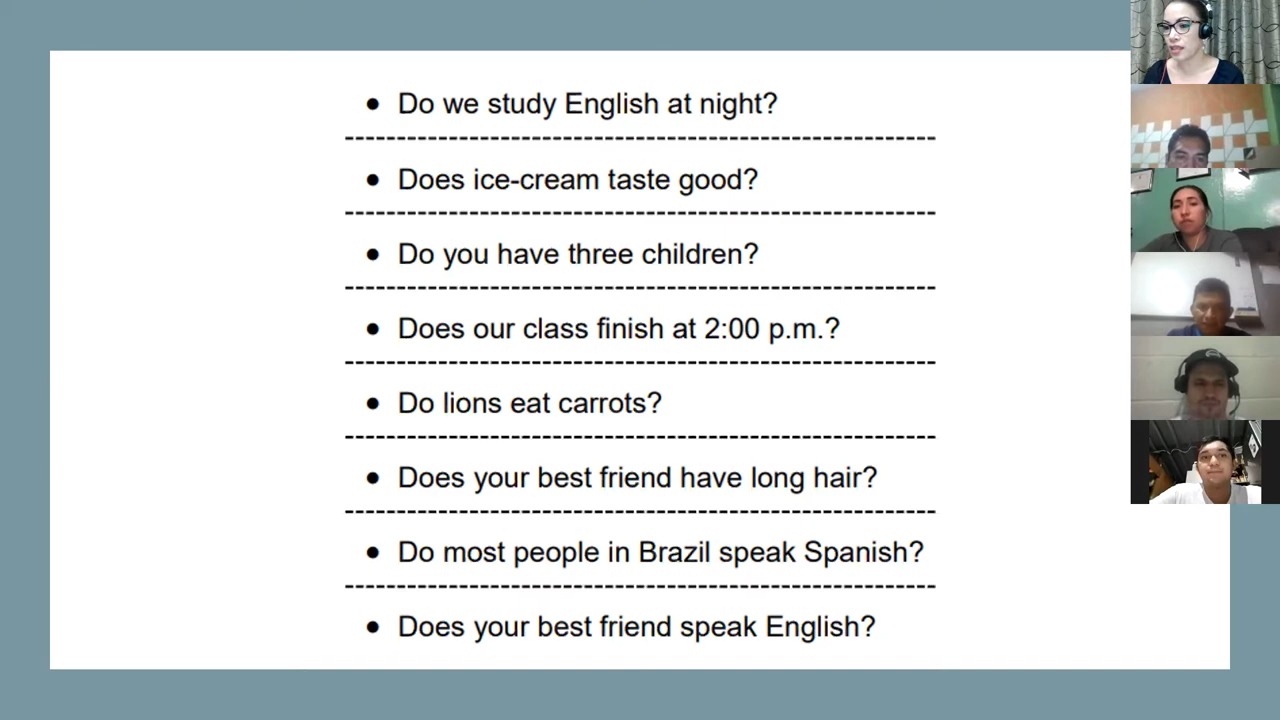 ● Do we study English at night?
---------------------------------------------------------------------
● Does ice-cream taste good?
---------------------------------------------------------------------
● Do you have three children?
---------------------------------------------------------------------
● Does our class finish at 2:00 p.m.?
---------------------------------------------------------------------
● Do lions eat carrots?
---------------------------------------------------------------------
● Does your best friend have long hair?
---------------------------------------------------------------------
● Do most people in Brazil speak Spanish?
---------------------------------------------------------------------
● Does your best friend speak English?